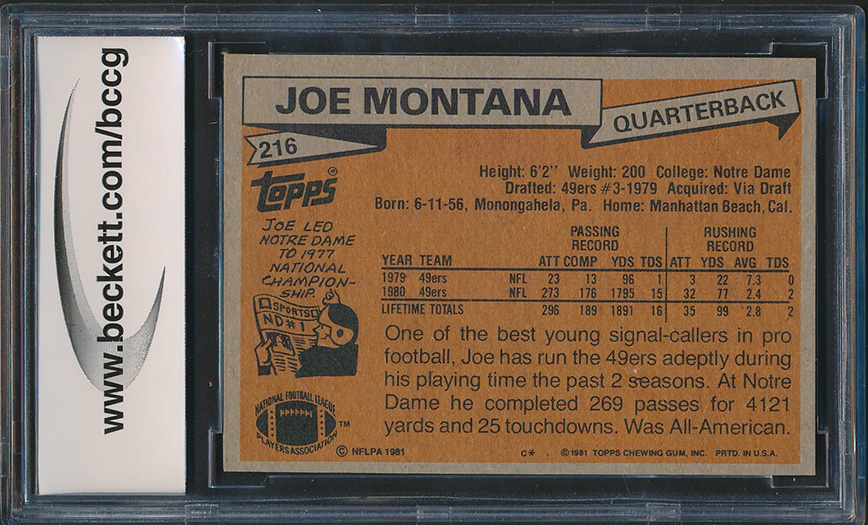 www.beckett.com/bccg
JOE MONTANA
QUARTERBACK
216
TOPPS®
Height: 6'2'' Weight: 200 College: Notre Dame
Drafted: 49ers #3-1979 Acquired: Via Draft
Born: 6-11-56, Monongahela, Pa. Home: Manhattan Beach, Cal.
JOE LED
NOTRE DAME
TO 1977
NATIONAL
CHAMPION-
SHIP.
SPORTS
ND#1
PASSING RUSHING
RECORD RECORD
YEAR TEAM ATT COMP YDS TDS ATT YDS AVG TDS
1979 49ers NFL 23 13 96 1 3 22 7.3 0
1980 49ers NFL 273 176 1795 15 32 77 2.4 2
LIFETIME TOTALS 296 189 1891 16 35 99 2.8 2
One of the best young signal-callers in pro
football, Joe has run the 49ers adeptly during
his playing time the past 2 seasons. At Notre
Dame he completed 269 passes for 4121
yards and 25 touchdowns. Was All-American.
NATIONAL FOOTBALL LEAGUE
PLAYERS ASSOCIATION
™
© NFLPA 1981
C* © 1981 TOPPS CHEWING GUM, INC. PRTD. IN U.S.A.